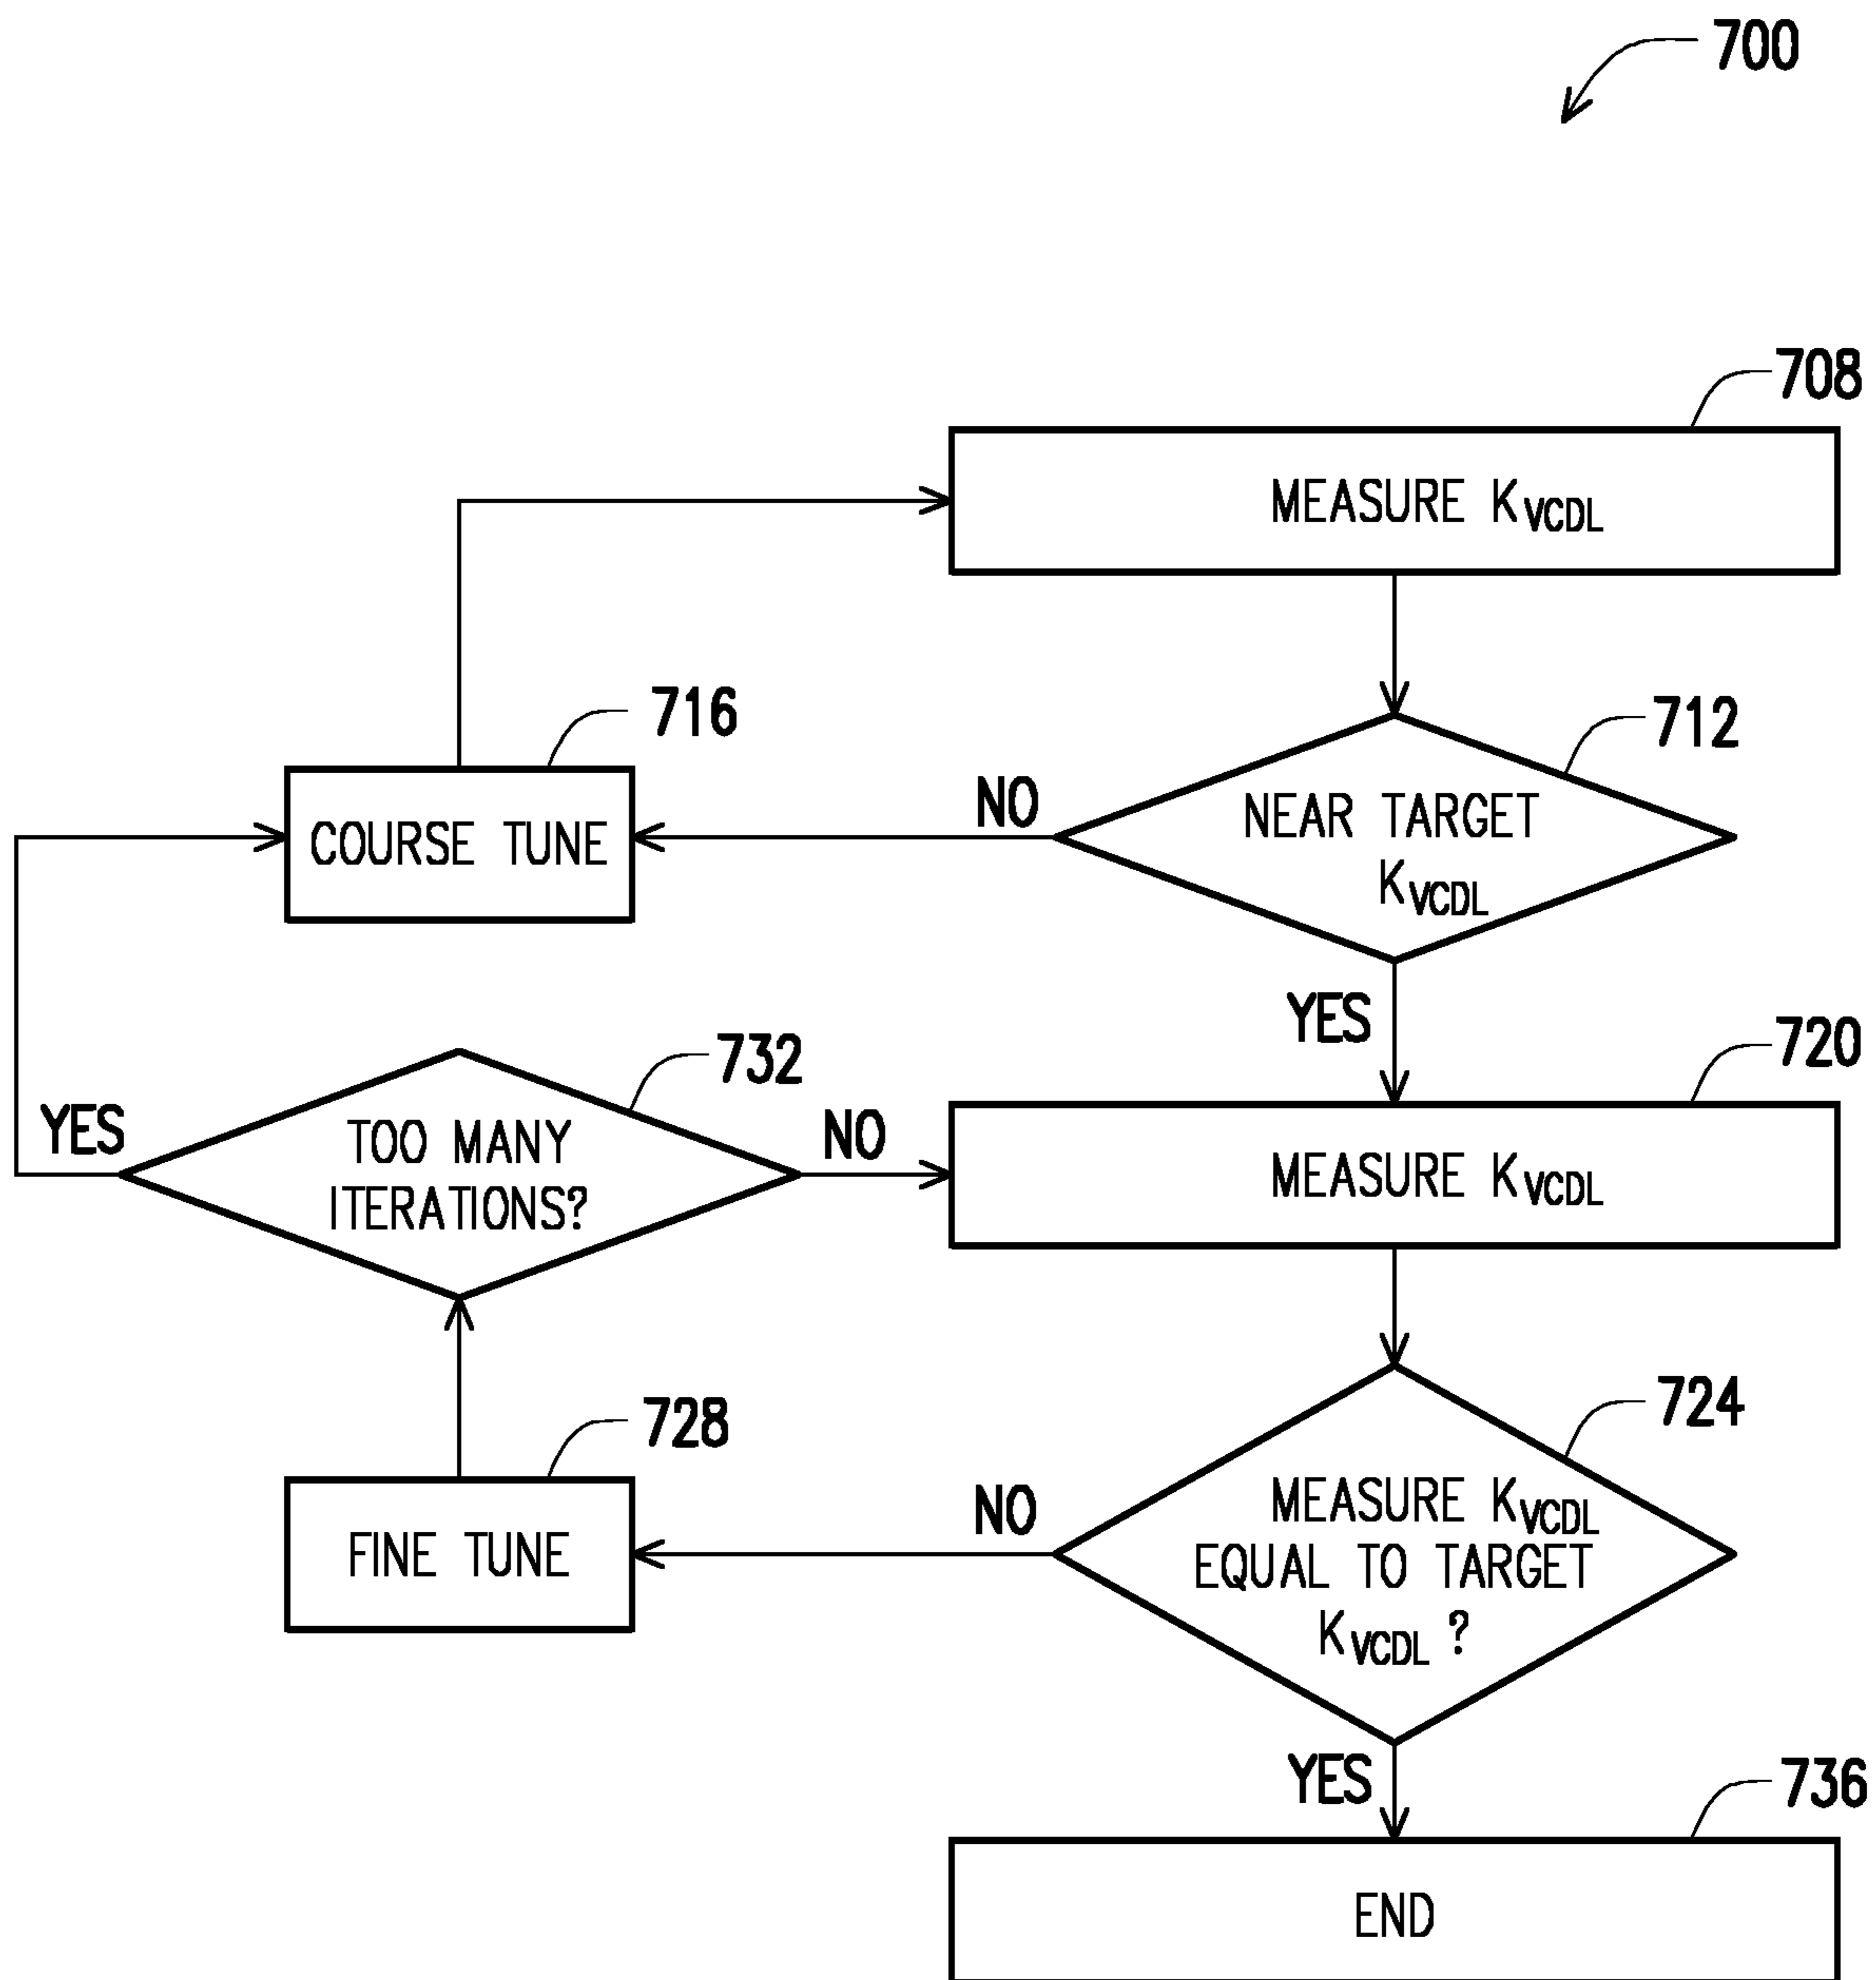 700
708
MEASURE KVCDL
716
712
COURSE TUNE
NO
NEAR TARGET
KVCDL
YES
732
720
YES
TOO MANY
ITERATIONS?
NO
MEASURE KVCDL
728
724
FINE TUNE
NO
MEASURE KVCDL
EQUAL TO TARGET
KVCDL ?
YES
736
END